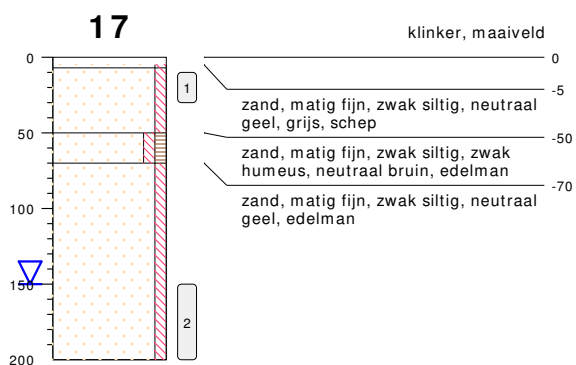 17
klinker, maaiveld
0
0
-5
1
zand, matig fijn, zwak siltig, neutraal
geel, grijs, schep
50
-50
zand, matig fijn, zwak siltig, zwak
humeus, neutraal bruin, edelman
-70
zand, matig fijn, zwak siltig, neutraal
geel, edelman
100
150
2
200